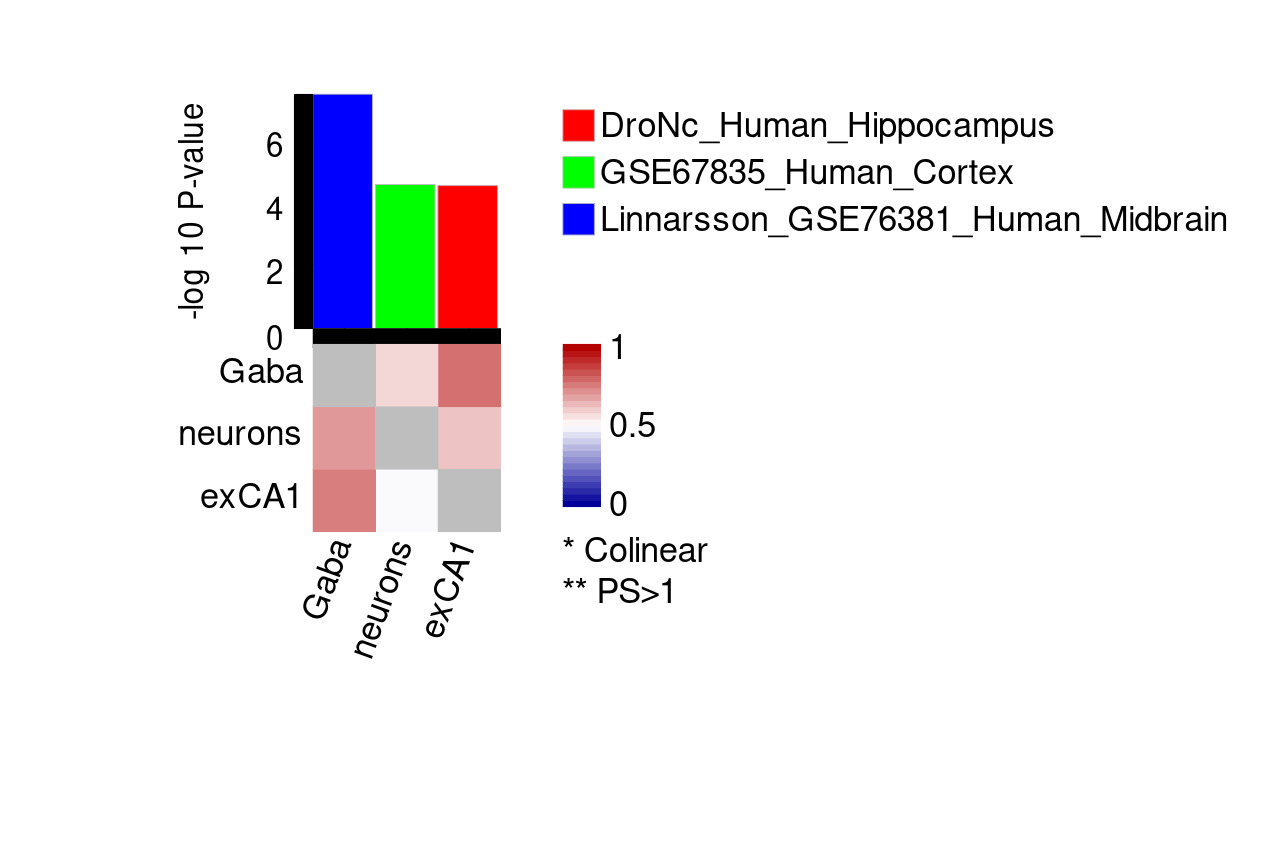 -log 10 P-value
6
4
2
0
DroNc_Human_Hippocampus
GSE67835_Human_Cortex
Linnarsson_GSE76381_Human_Midbrain
Gaba
neurons
exCA1
Gaba
neurons
exCA1
1
0.5
0
* Colinear
** PS>1